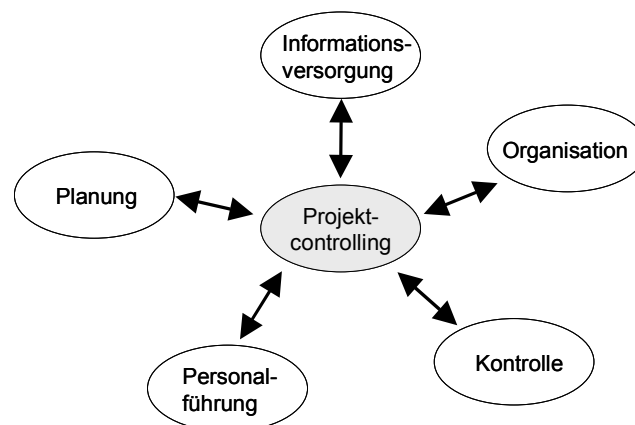 Informations-
versorgung
Organisation
Planung
Projekt-
controlling
Personal-
führung
Kontrolle